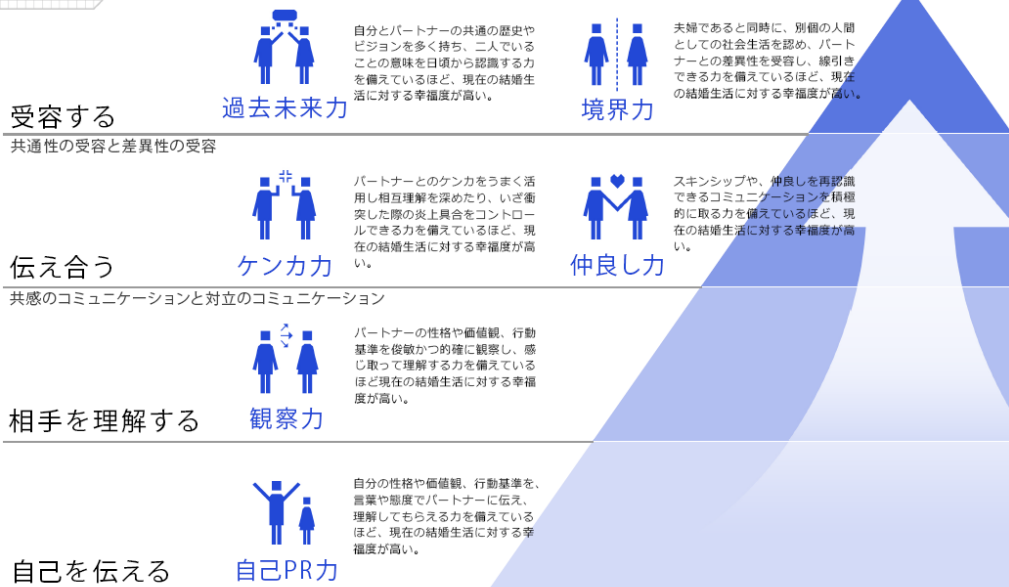 自分とパートナーの共通の歴史や
ビジョンを多く持ち、二人でいる
ことの意味を日頃から認識する力
を備えているほど、現在の結婚生
活に対する幸福度が高い。
過去未来力
夫婦であると同時に、別個の人間
としての社会生活を認め、パート
ナーとの差異性を受容し、線引き
できる力を備えているほど、現在
の結婚生活に対する幸福度が高い。
境界力
受容する
共通性の受容と差異性の受容
パートナーとのケンカをうまく活
用し相互理解を深めたり、いざ衝
突した際の炎上具合をコントロー
ルできる力を備えているほど、現
在の結婚生活に対する幸福度が高
い。
ケンカ力
スキンシップや、仲良しを再認識
できるコミュニケーションを積極
的に取る力を備えているほど、現
在の結婚生活に対する幸福度が高
い。
仲良し力
伝え合う
共感のコミュニケーションと対立のコミュニケーション
パートナーの性格や価値観、行動
基準を俊敏かつ的確に観察し、感
じ取って理解する力を備えている
ほど現在の結婚生活に対する幸福
度が高い。
観察力
相手を理解する
自分の性格や価値観、行動基準を、
言葉や態度でパートナーに伝え、
理解してもらえる力を備えている
ほど、現在の結婚生活に対する幸
福度が高い。
自己PR力
自己を伝える